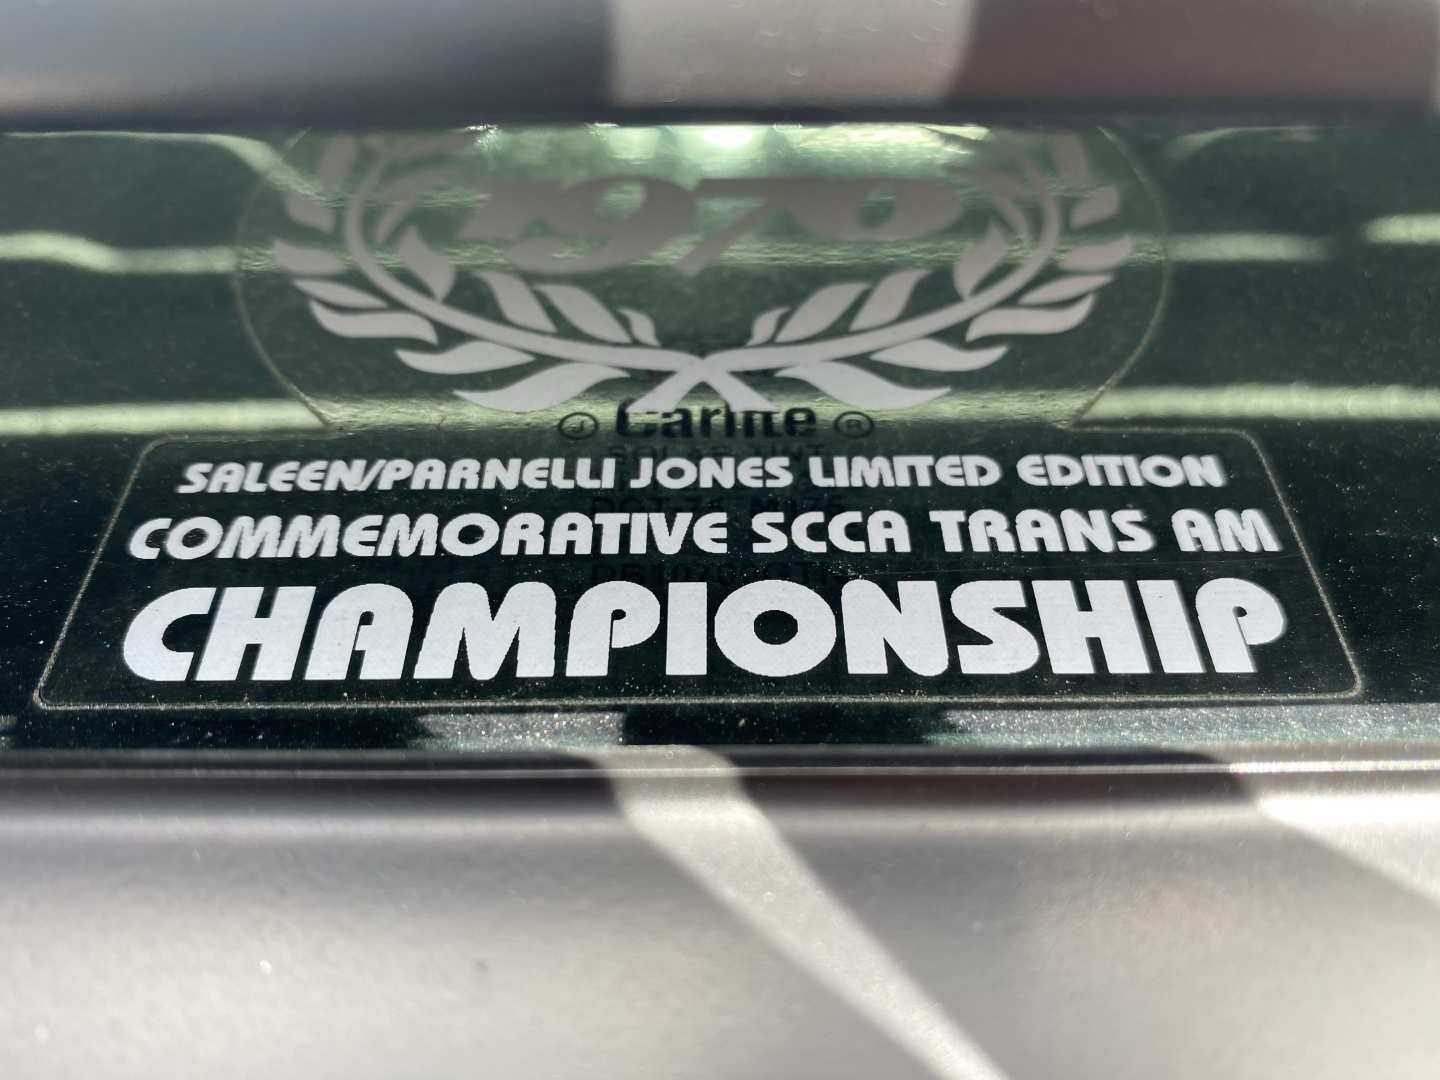 1970
Carlite
SALEEN/PARNELLI JONES LIMITED EDITION
COMMEMORATIVE SCCA TRANS AM
CHAMPIONSHIP